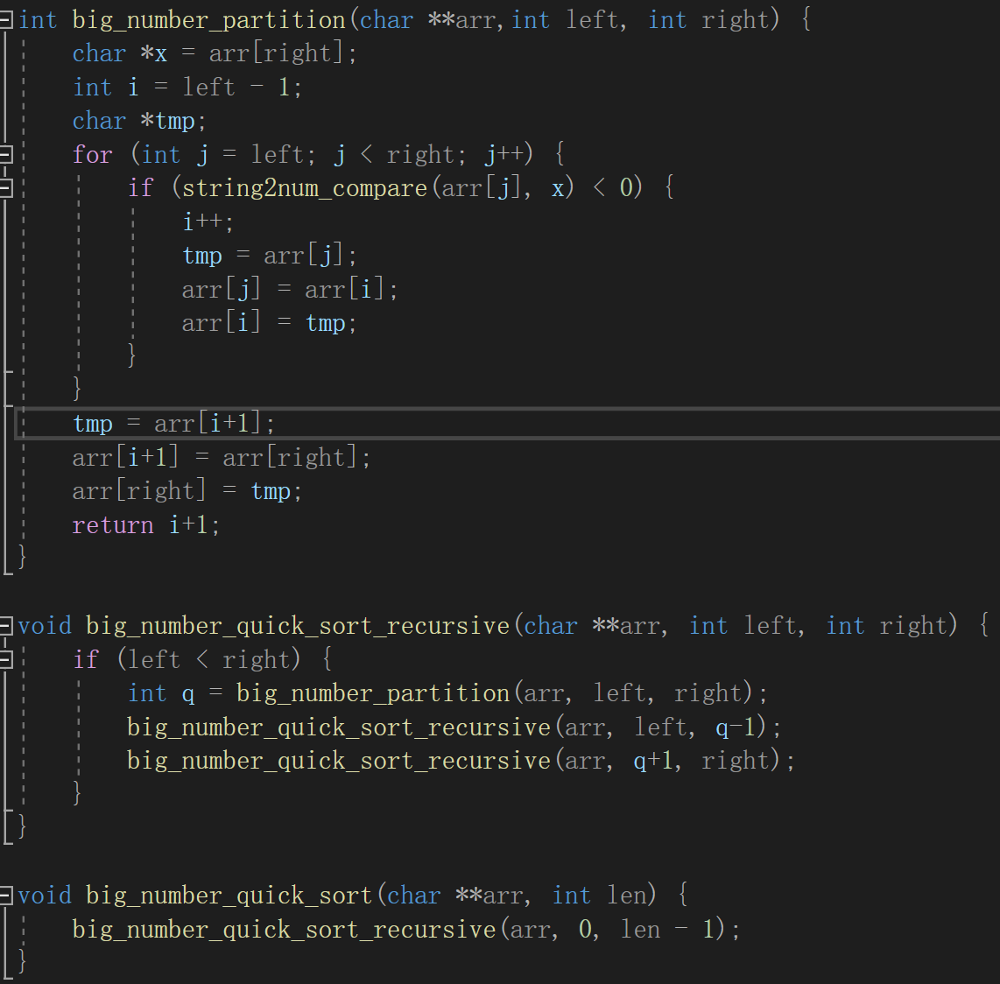 int big_number_partition(char **arr,int left, int right) {
    char *x = arr[right];
    int i = left - 1;
    char *tmp;
    for (int j = left; j < right; j++) {
        if (string2num_compare(arr[j], x) < 0) {
            i++;
            tmp = arr[j];
            arr[j] = arr[i];
            arr[i] = tmp;
        }
    }
    tmp = arr[i+1];
    arr[i+1] = arr[right];
    arr[right] = tmp;
    return i+1;
}

void big_number_quick_sort_recursive(char **arr, int left, int right) {
    if (left < right) {
        int q = big_number_partition(arr, left, right);
        big_number_quick_sort_recursive(arr, left, q-1);
        big_number_quick_sort_recursive(arr, q+1, right);
    }
}

void big_number_quick_sort(char **arr, int len) {
    big_number_quick_sort_recursive(arr, 0, len - 1);
}